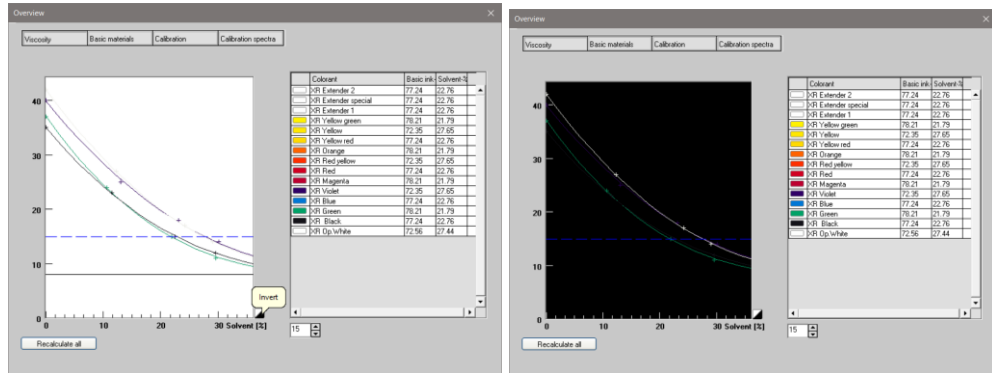 Overview
Viscosity Basic materials Calibration Calibration spectra
Colorant Basic ink- Solvent-%
XR Extender 2 77.24 22.76
XR Extender special 77.24 22.76
XR Extender 1 77.24 22.76
XR Yellow green 78.21 21.79
XR Yellow 72.35 27.65
XR Yellow red 77.24 22.76
XR Orange 78.21 21.79
XR Red yellow 72.35 27.65
XR Red 77.24 22.76
XR Magenta 78.21 21.79
XR Violet 72.35 27.65
XR Blue 77.24 22.76
XR Green 78.21 21.79
XR Black 77.24 22.76
XR Op.White 72.56 27.44
40
30
20
10
0
Invert
0 10 20 30 Solvent [%]
15
Recalculate all
Overview
Viscosity Basic materials Calibration Calibration spectra
Colorant Basic ink- Solvent-%
XR Extender 2 77.24 22.76
XR Extender special 77.24 22.76
XR Extender 1 77.24 22.76
XR Yellow green 78.21 21.79
XR Yellow 72.35 27.65
XR Yellow red 77.24 22.76
XR Orange 78.21 21.79
XR Red yellow 72.35 27.65
XR Red 77.24 22.76
XR Magenta 78.21 21.79
XR Violet 72.35 27.65
XR Blue 77.24 22.76
XR Green 78.21 21.79
XR Black 77.24 22.76
XR Op.White 72.56 27.44
40
30
20
10
0
0 10 20 30 Solvent [%]
15
Recalculate all